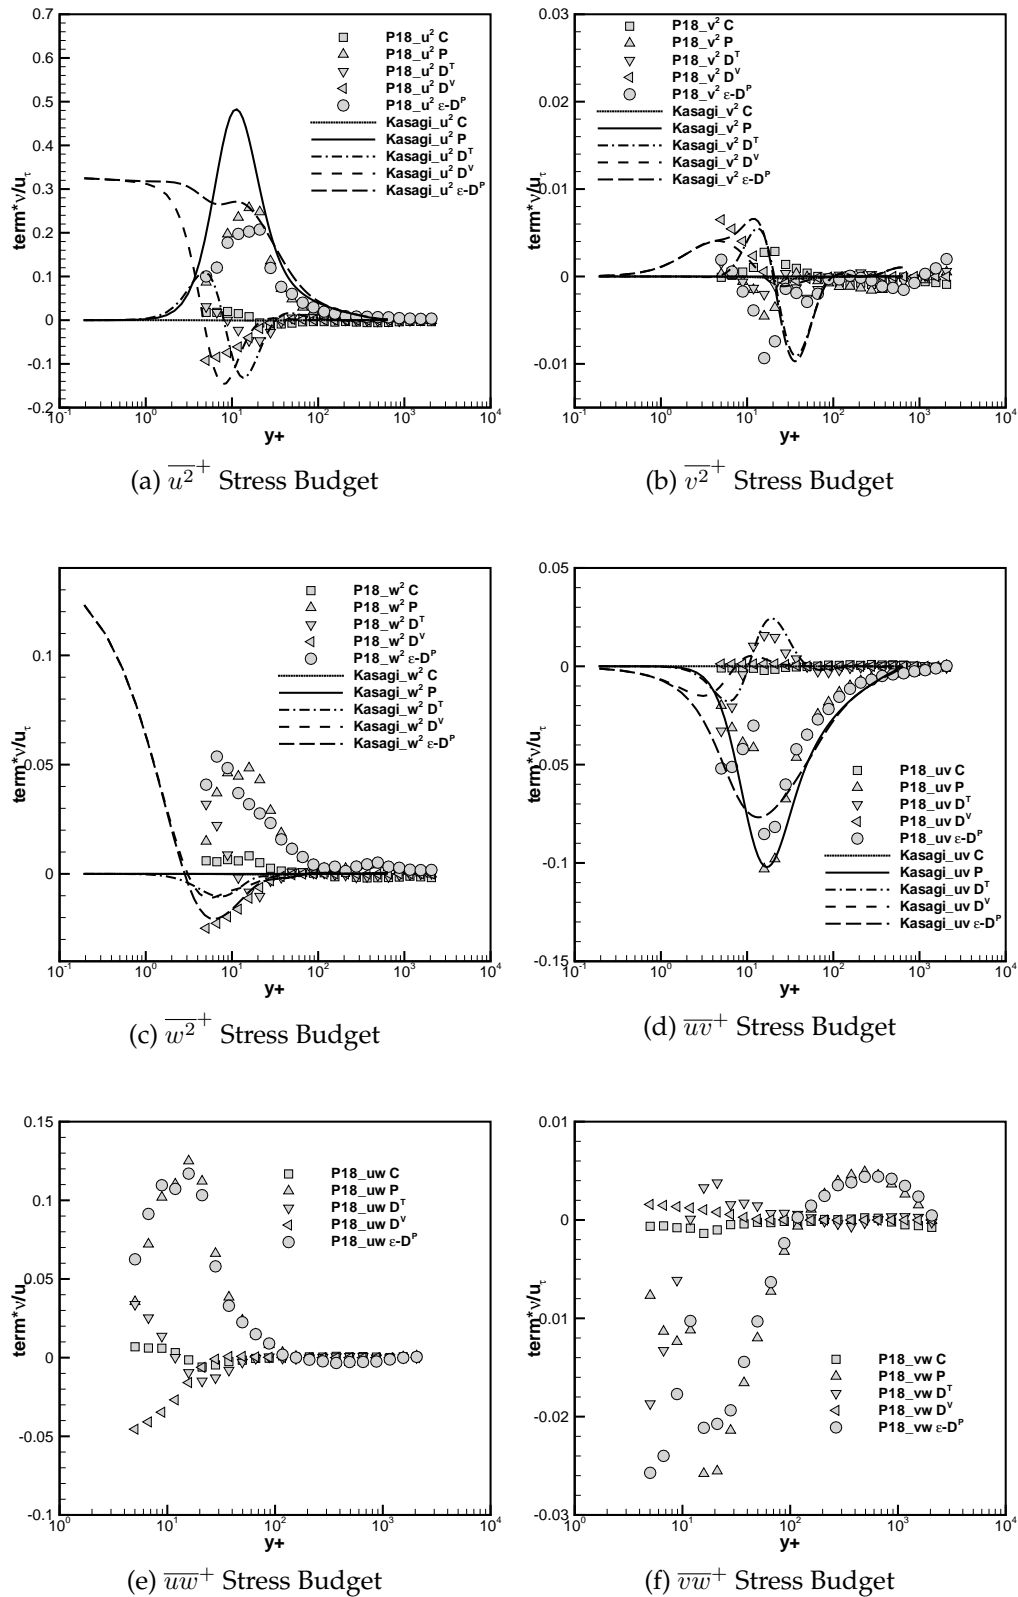 0.7
0.6
0.5
0.4
0.3
0.2
0.1
0
-0.1
-0.2
term*ν/u_τ
10^-1 10^0 10^1 10^2 10^3 10^4
y+
P18_u² C
P18_u² P
P18_u² D^T
P18_u² D^V
P18_u² ε-D^P
Kasagi_u² C
Kasagi_u² P
Kasagi_u² D^T
Kasagi_u² D^V
Kasagi_u² ε-D^P
(a) \overline{u^2}^+ Stress Budget
0.03
0.02
0.01
0
-0.01
term*ν/u_τ
10^-1 10^0 10^1 10^2 10^3 10^4
y+
P18_v² C
P18_v² P
P18_v² D^T
P18_v² D^V
P18_v² ε-D^P
Kasagi_v² C
Kasagi_v² P
Kasagi_v² D^T
Kasagi_v² D^V
Kasagi_v² ε-D^P
(b) \overline{v^2}^+ Stress Budget
0.1
0.05
0
term*ν/u_τ
10^-1 10^0 10^1 10^2 10^3 10^4
y+
P18_w² C
P18_w² P
P18_w² D^T
P18_w² D^V
P18_w² ε-D^P
Kasagi_w² C
Kasagi_w² P
Kasagi_w² D^T
Kasagi_w² D^V
Kasagi_w² ε-D^P
(c) \overline{w^2}^+ Stress Budget
0.05
0
-0.05
-0.1
-0.15
term*ν/u_τ
10^-1 10^0 10^1 10^2 10^3 10^4
y+
P18_uv C
P18_uv P
P18_uv D^T
P18_uv D^V
P18_uv ε-D^P
Kasagi_uv C
Kasagi_uv P
Kasagi_uv D^T
Kasagi_uv D^V
Kasagi_uv ε-D^P
(d) \overline{uv}^+ Stress Budget
0.15
0.1
0.05
0
-0.05
-0.1
term*ν/u_τ
10^0 10^1 10^2 10^3 10^4
y+
P18_uw C
P18_uw P
P18_uw D^T
P18_uw D^V
P18_uw ε-D^P
(e) \overline{uw}^+ Stress Budget
0.01
0
-0.01
-0.02
-0.03
term*ν/u_τ
10^0 10^1 10^2 10^3 10^4
y+
P18_vw C
P18_vw P
P18_vw D^T
P18_vw D^V
P18_vw ε-D^P
(f) \overline{vw}^+ Stress Budget